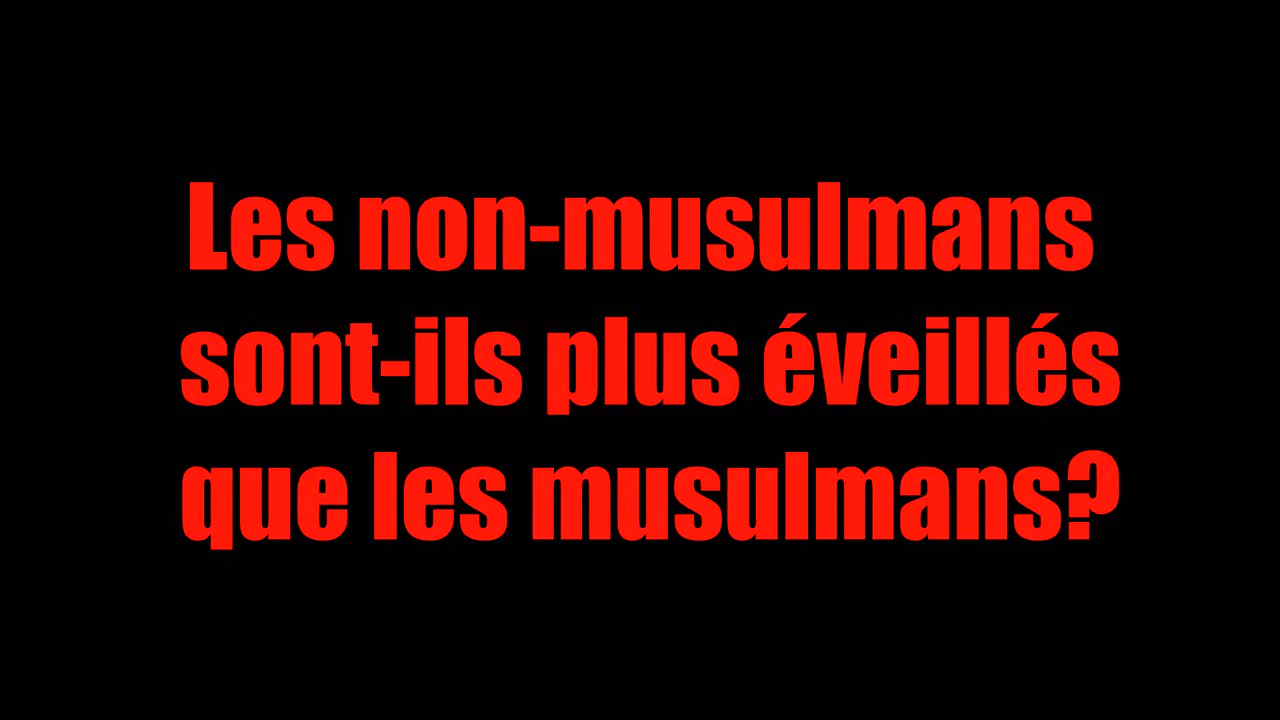 Les non-musulmans
sont-ils plus éveillés
que les musulmans?